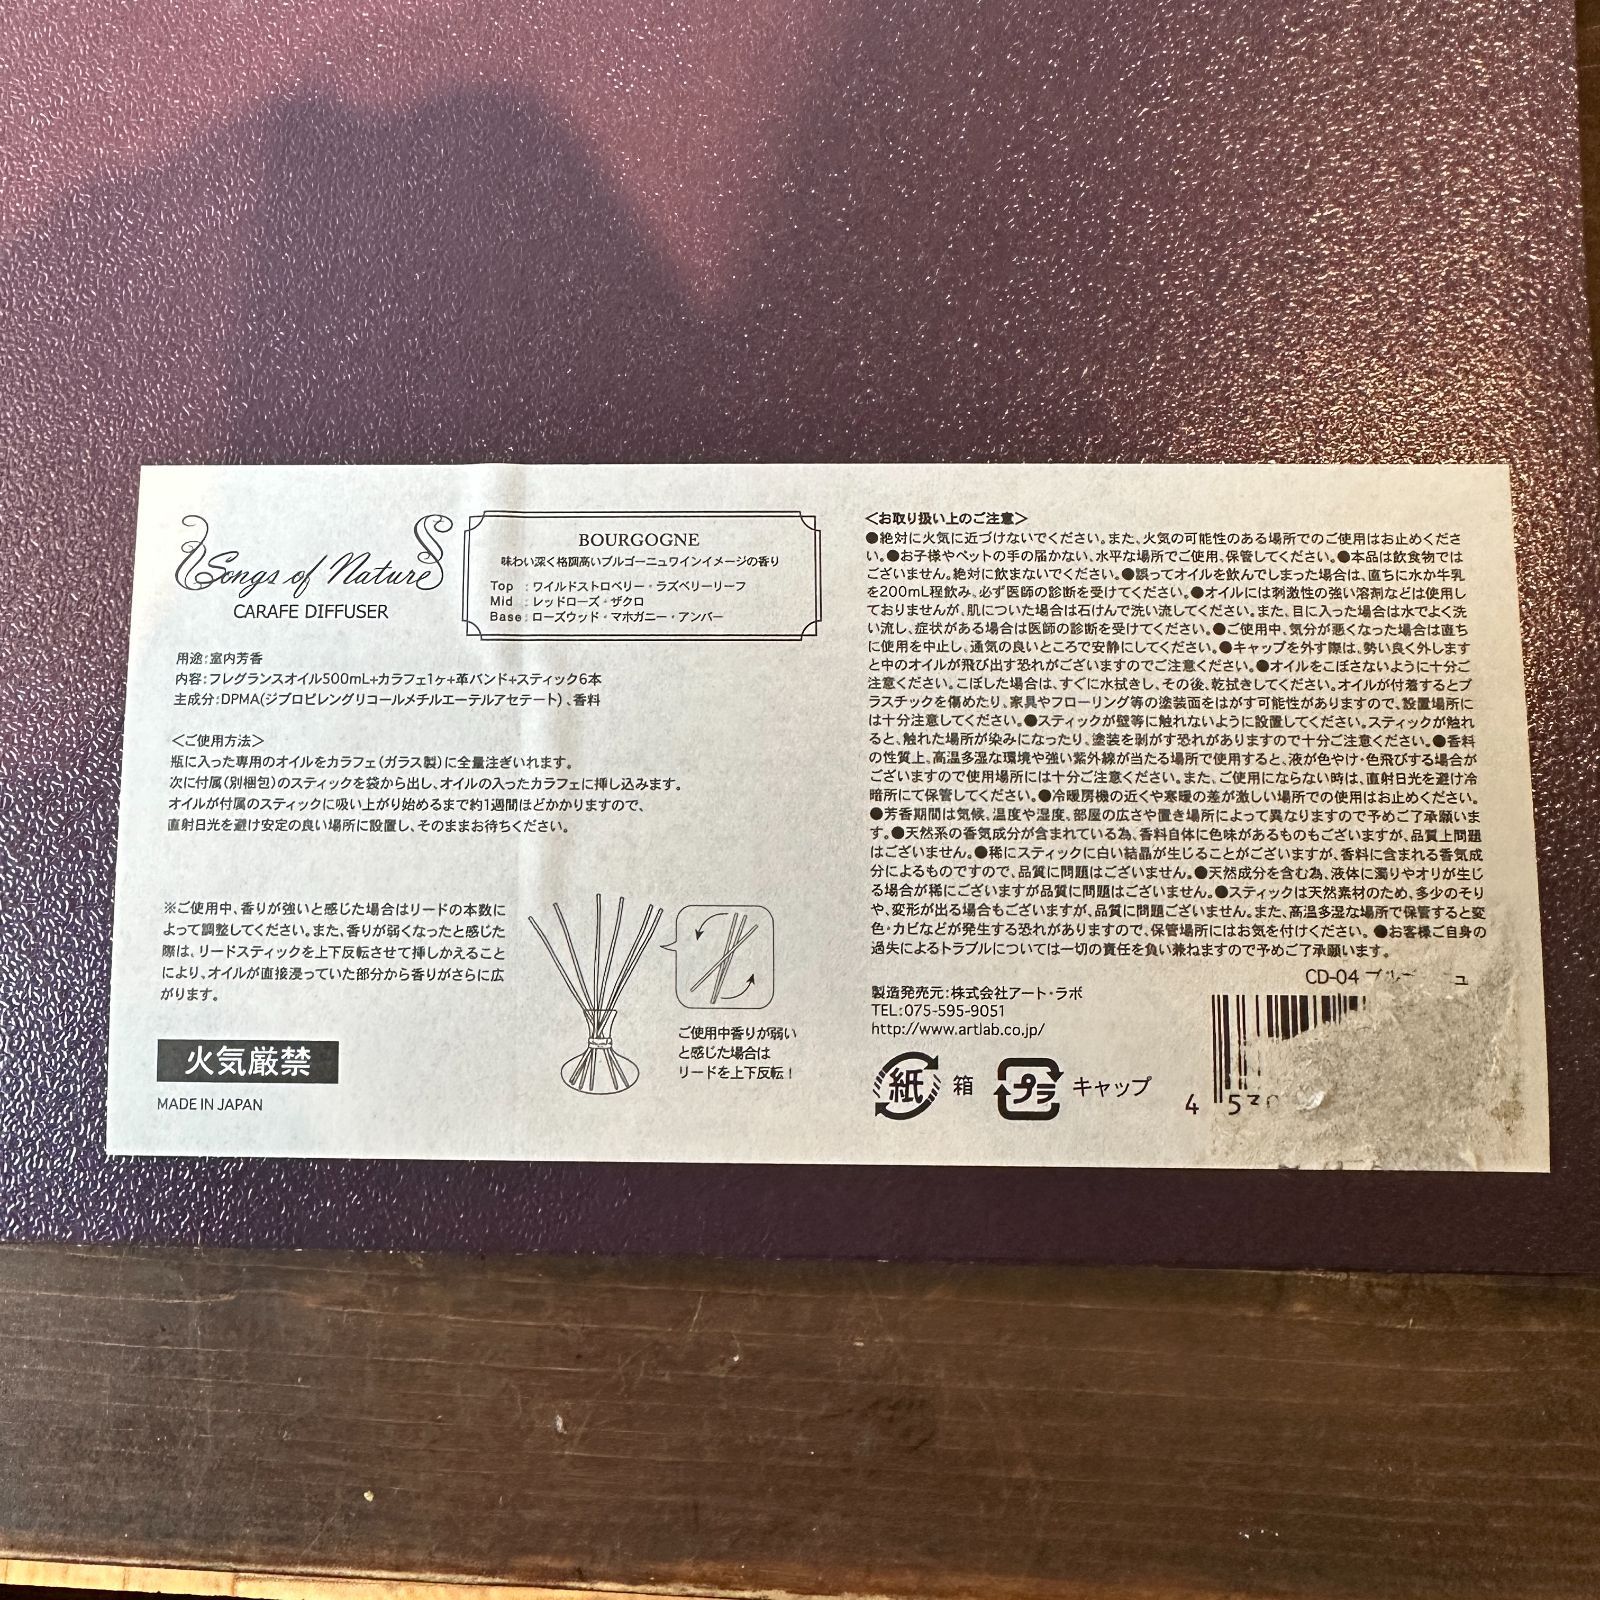 Songs of Nature
CARAFE DIFFUSER
BOURGOGNE
味わい深く格調高いブルゴーニュワインイメージの香り
Top : ワイルドストロベリー・ラズベリーリーフ
Mid : レッドローズ・ザクロ
Base : ローズウッド・マホガニー・アンバー
用途:室内芳香
内容:フレグランスオイル500mL+カラフェ1ヶ+革バンド+スティック6本
主成分:DPMA(ジプロピレングリコールメチルエーテルアセテート)、香料
<ご使用方法>
瓶に入った専用のオイルをカラフェ(ガラス製)に全量注ぎいれます。
次に付属(別梱包)のスティックを袋から出し、オイルの入ったカラフェに挿し込みます。
オイルが付属のスティックに吸い上がり始めるまで約1週間ほどかかりますので、
直射日光を避け安定の良い場所に設置し、そのままお待ちください。
※ご使用中、香りが強いと感じた場合はリードの本数に
よって調整してください。また、香りが弱くなったと感じた
際は、リードスティックを上下反転させて挿しかえること
により、オイルが直接浸っていた部分から香りがさらに広
がります。
ご使用中香りが弱い
と感じた場合は
リードを上下反転!
火気厳禁
MADE IN JAPAN
<お取り扱い上のご注意>
●絶対に火気に近づけないでください。また、火気の可能性のある場所でのご使用はお止めくださ
い。●お子様やペットの手の届かない、水平な場所でご使用、保管してください。●本品は飲食物では
ございません。絶対に飲まないでください。●誤ってオイルを飲んでしまった場合は、直ちに水か牛乳
を200mL程飲み、必ず医師の診断を受けてください。●オイルには刺激性の強い溶剤などは使用し
ておりませんが、肌についた場合は石けんで洗い流してください。また、目に入った場合は水でよく洗
い流し、症状がある場合は医師の診断を受けてください。●ご使用中、気分が悪くなった場合は直ち
に使用を中止し、通気の良いところで安静にしてください。●キャップを外す際は、勢い良く外します
と中のオイルが飛び出す恐れがございますのでご注意ください。●オイルをこぼさないように十分ご
注意ください。こぼした場合は、すぐに水拭きし、その後、乾拭きしてください。オイルが付着するとプ
ラスチックを傷めたり、家具やフローリング等の塗装面をはがす可能性がありますので、設置場所に
は十分注意してください。●スティックが壁等に触れないように設置してください。スティックが触れ
ると、触れた場所が染みになったり、塗装を剥がす恐れがありますので十分ご注意ください。●香料
の性質上、高温多湿な環境や強い紫外線が当たる場所で使用すると、液が色やけ・色飛びする場合が
ございますので使用場所には十分ご注意ください。また、ご使用にならない時は、直射日光を避け冷
暗所にて保管してください。●冷暖房機の近くや寒暖の差が激しい場所での使用はお止めください。
●芳香期間は気候、温度や湿度、部屋の広さや置き場所によって異なりますので予めご了承願いま
す。●天然系の香気成分が含まれている為、香料自体に色味があるものもございますが、品質上問題
はございません。●稀にスティックに白い結晶が生じることがございますが、香料に含まれる香気成
分によるものですので、品質に問題はございません。●天然成分を含む為、液体に濁りやオリが生じ
る場合が稀にございますが品質に問題はございません。●スティックは天然素材のため、多少のそり
や、変形が出る場合もございますが、品質に問題ございません。また、高温多湿な場所で保管すると変
色・カビなどが発生する恐れがありますので、保管場所にはお気を付けください。●お客様ご自身の
過失によるトラブルについては一切の責任を負い兼ねますので予めご了承願います。
CD-04
製造発売元:株式会社アート・ラボ
TEL:075-595-9051
http://www.artlab.co.jp/
紙 箱 プラ キャップ
4 530